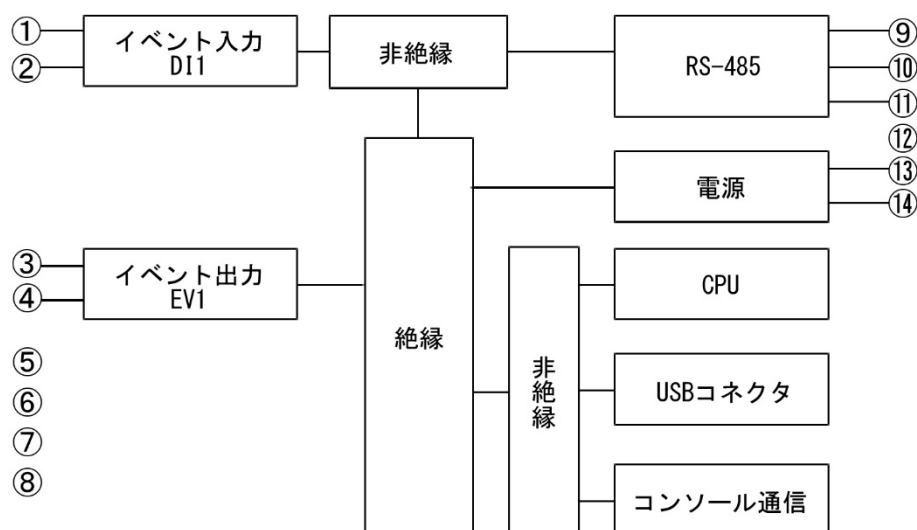 ①
②
イベント入力
DI1
非絶縁
RS-485
⑨
⑩
⑪
⑫
電源
⑬
⑭
③
④
イベント出力
EV1
絶縁
非絶縁
CPU
⑤
⑥
⑦
⑧
USBコネクタ
コンソール通信